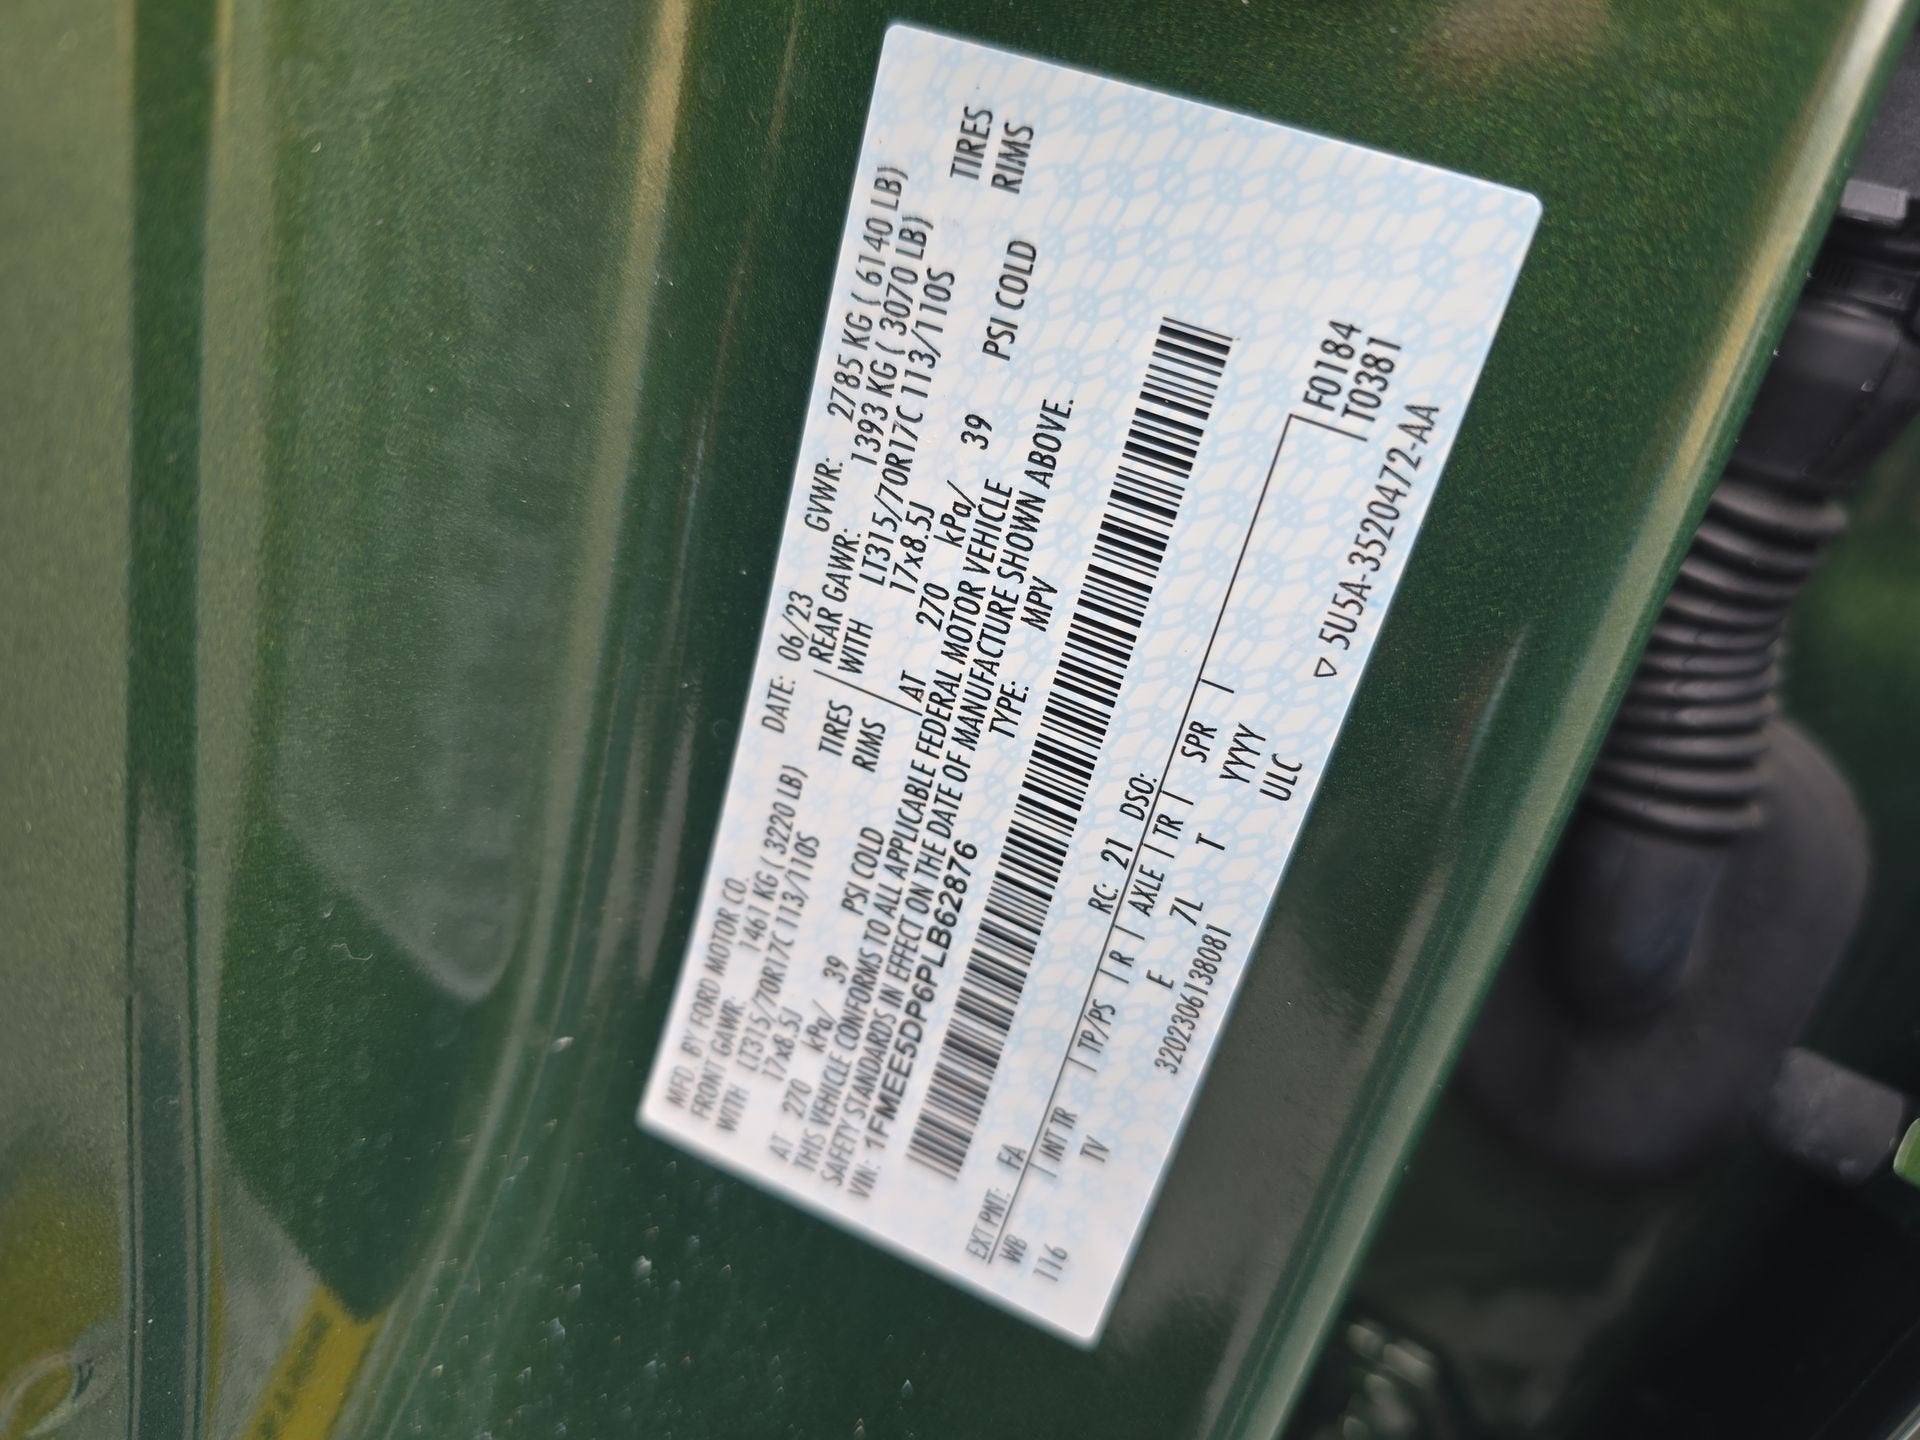 MFD. BY FORD MOTOR CO.
DATE: 06/23 GVWR: 2785 KG ( 6140 LB)
FRONT GAWR: 1461 KG ( 3220 LB) REAR GAWR: 1393 KG ( 3070 LB)
WITH LT315/70R17C 113/110S TIRES WITH LT315/70R17C 113/110S TIRES
17x8.5J RIMS 17x8.5J RIMS
AT 270 kPa/ 39 PSI COLD AT 270 kPa/ 39 PSI COLD
THIS VEHICLE CONFORMS TO ALL APPLICABLE FEDERAL MOTOR VEHICLE
SAFETY STANDARDS IN EFFECT ON THE DATE OF MANUFACTURE SHOWN ABOVE.
VIN: 1FMEE5DP6PLB62876 TYPE: MPV
EXT PNT: FA RC: 21 DSO:
WB INT TR TP/PS R AXLE TR SPR F0184
116 TV E 7L T YYYY T0381
3202306138081 ULC
▽ 5U5A-3520472-AA